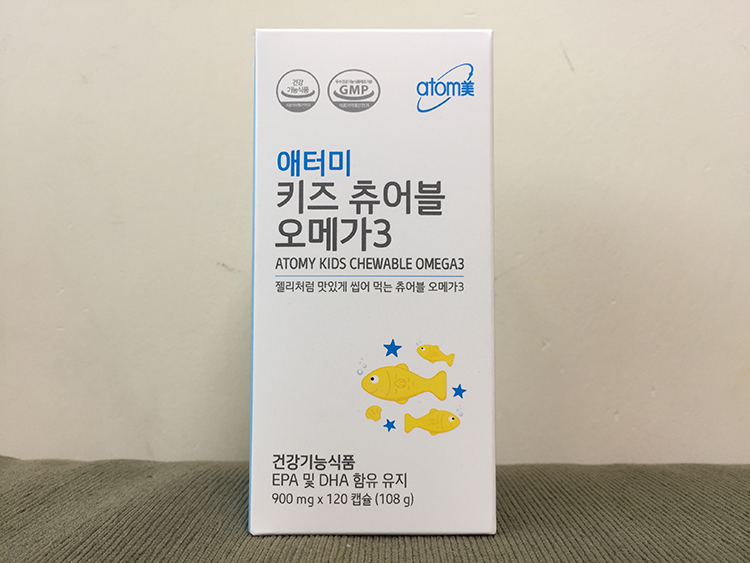 건강
기능식품
GMP
atom美
애터미
키즈 츄어블
오메가3
ATOMY KIDS CHEWABLE OMEGA3
젤리처럼 맛있게 씹어 먹는 츄어블 오메가3
건강기능식품
EPA 및 DHA 함유 유지
900 mg x 120 캡슐 (108 g)